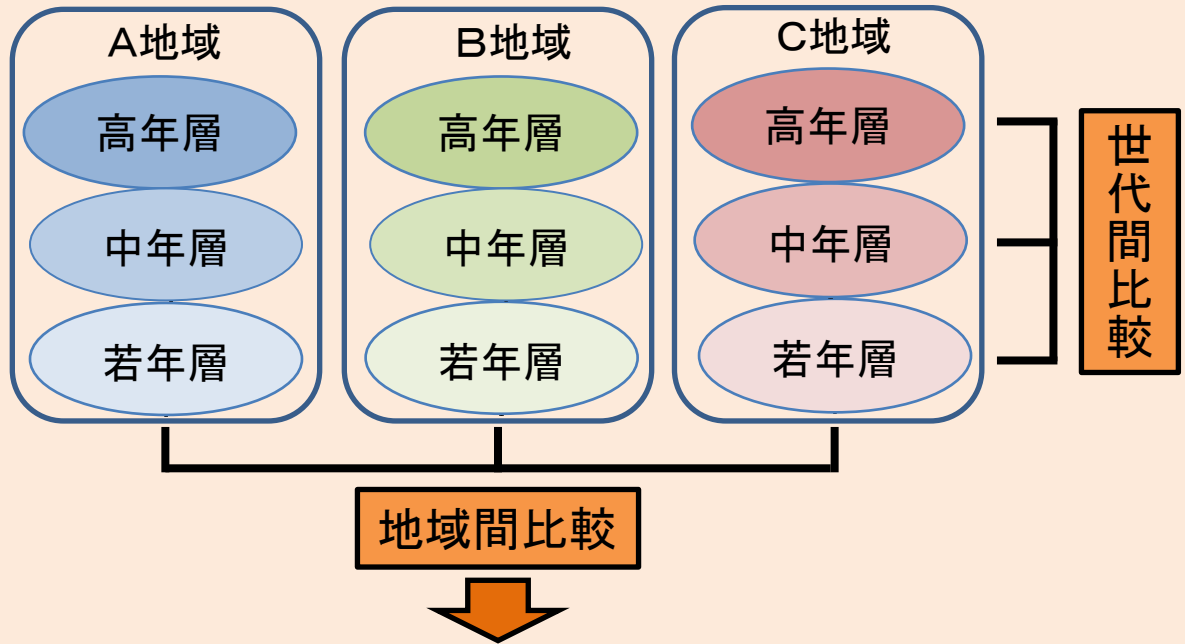 A地域
高年層
中年層
若年層
B地域
高年層
中年層
若年層
C地域
高年層
中年層
若年層
世代間比較
地域間比較